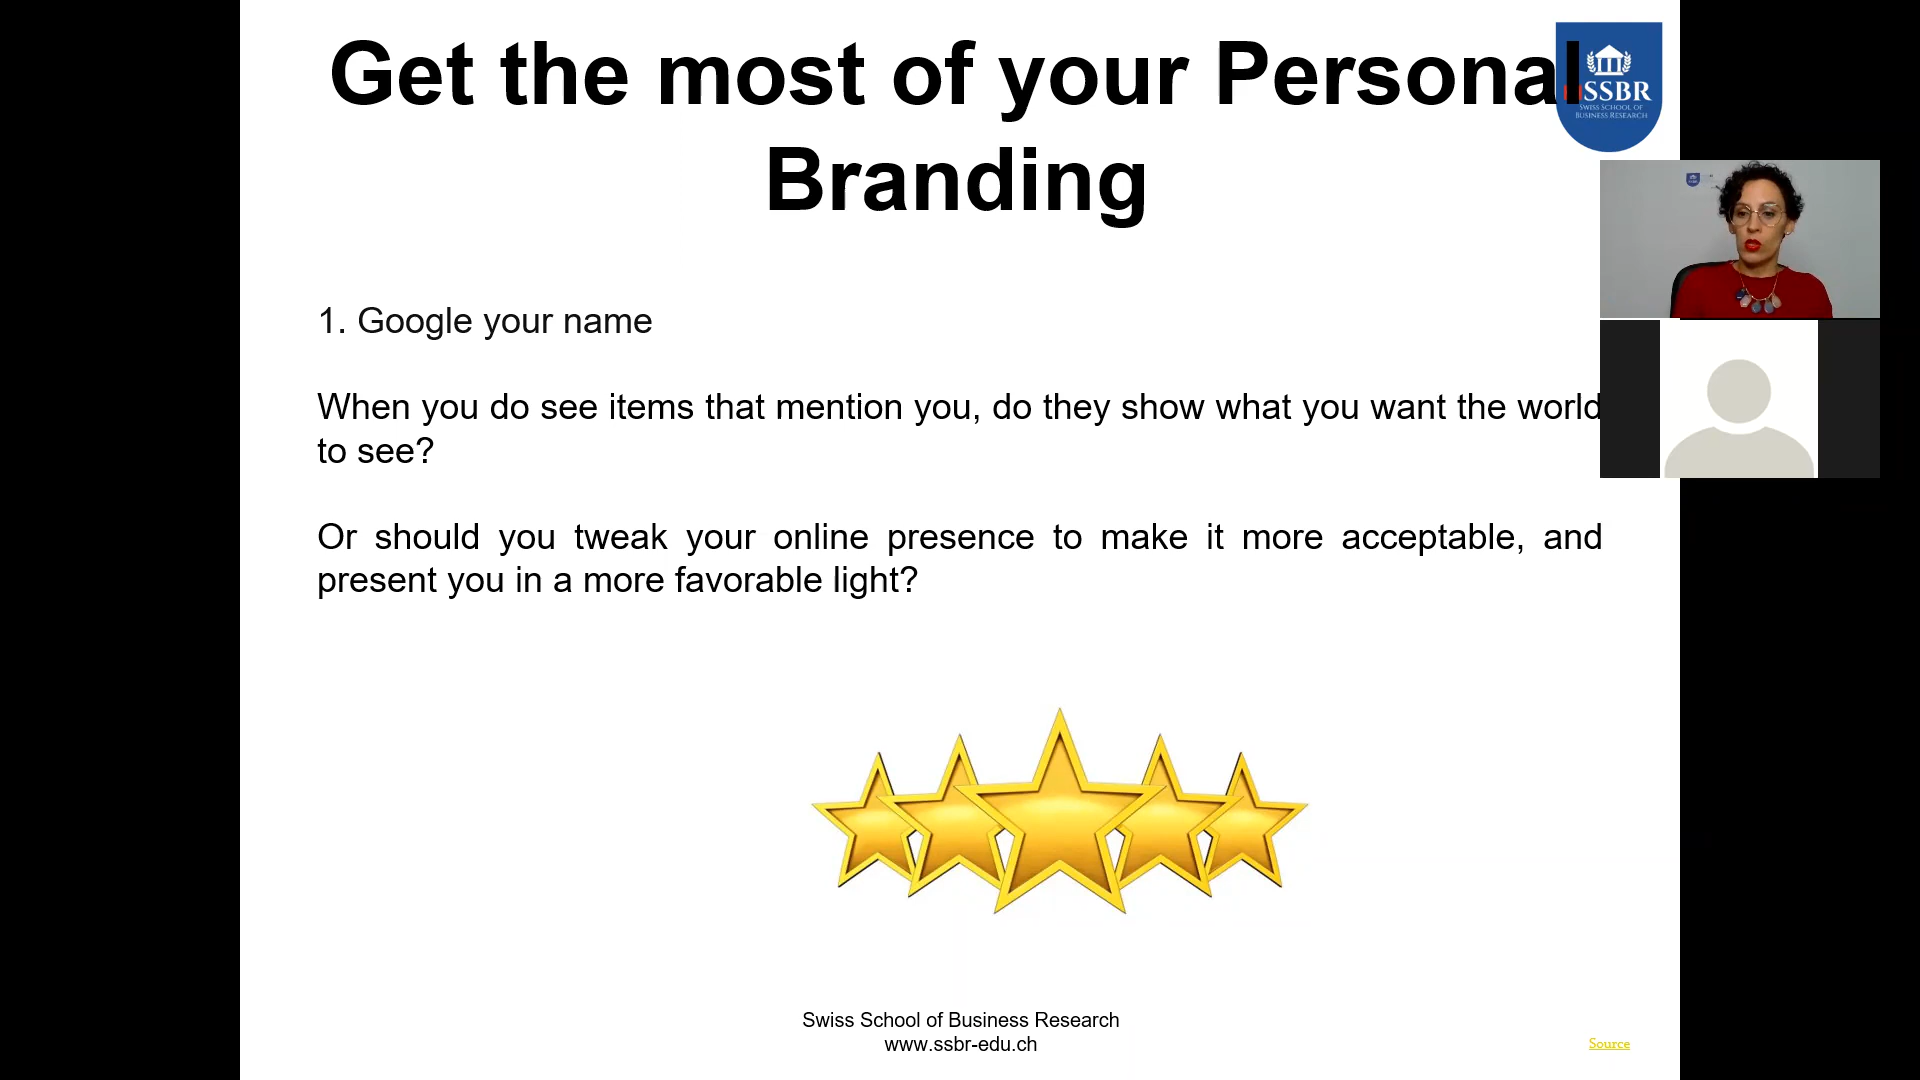 Get the most of your Personal
Branding
SSBR
SWISS SCHOOL OF
BUSINESS RESEARCH
1. Google your name
When you do see items that mention you, do they show what you want the world
to see?
Or should you tweak your online presence to make it more acceptable, and
present you in a more favorable light?
Swiss School of Business Research
www.ssbr-edu.ch
Source